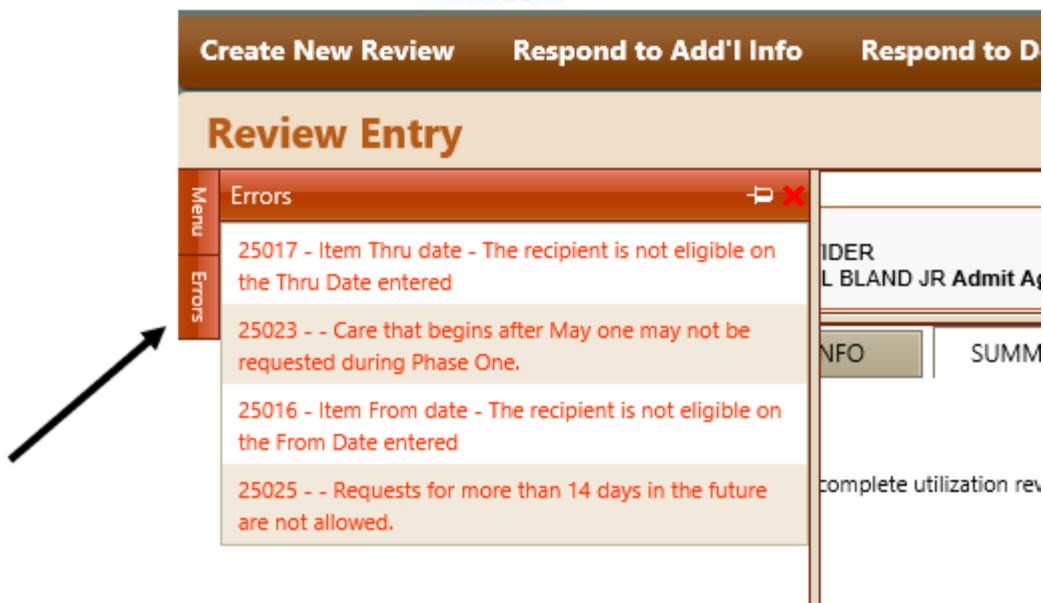 Create New Review Respond to Add'l Info Respond to D
Review Entry
Menu
Errors
Errors
25017 - Item Thru date - The recipient is not eligible on
the Thru Date entered
25023 - - Care that begins after May one may not be
requested during Phase One.
25016 - Item From date - The recipient is not eligible on
the From Date entered
25025 - - Requests for more than 14 days in the future
are not allowed.
IDER
L BLAND JR Admit Ag
NFO SUMM
complete utilization rev